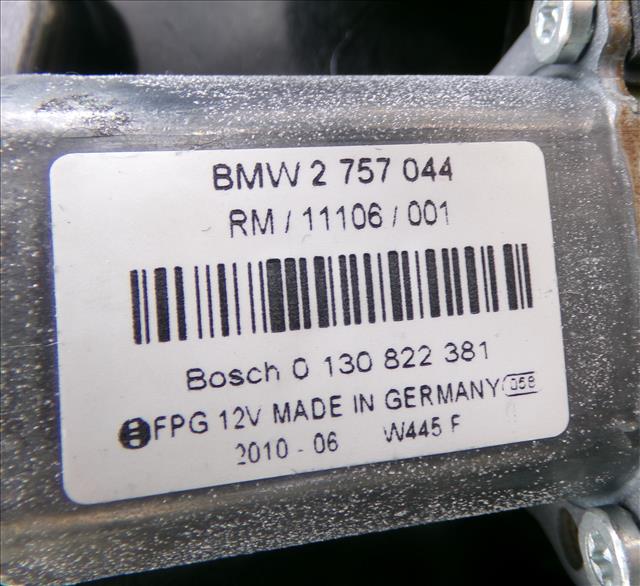 BMW 2 757 044
RM / 11106 / 001
Bosch 0 130 822 381
FPG 12V MADE IN GERMANY 058
2010 - 06 W445 F